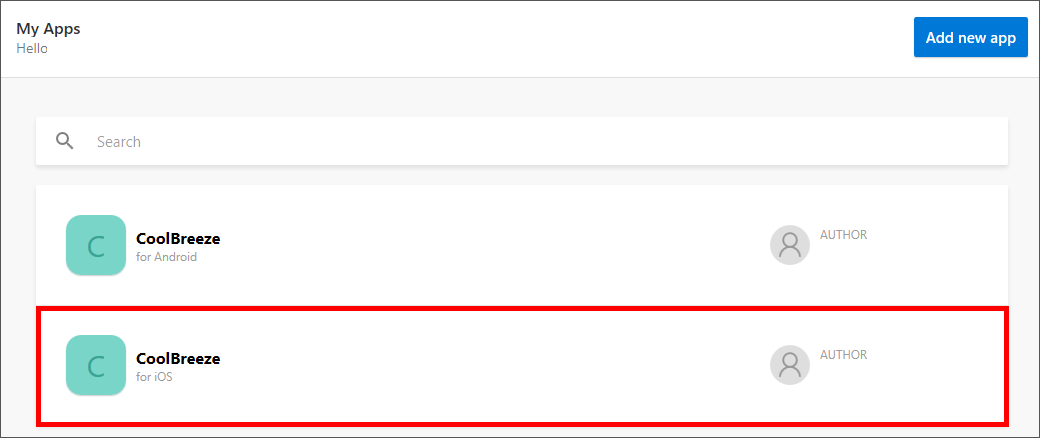 My Apps
Hello
Add new app
Search
C
CoolBreeze
for Android
AUTHOR
C
CoolBreeze
for iOS
AUTHOR